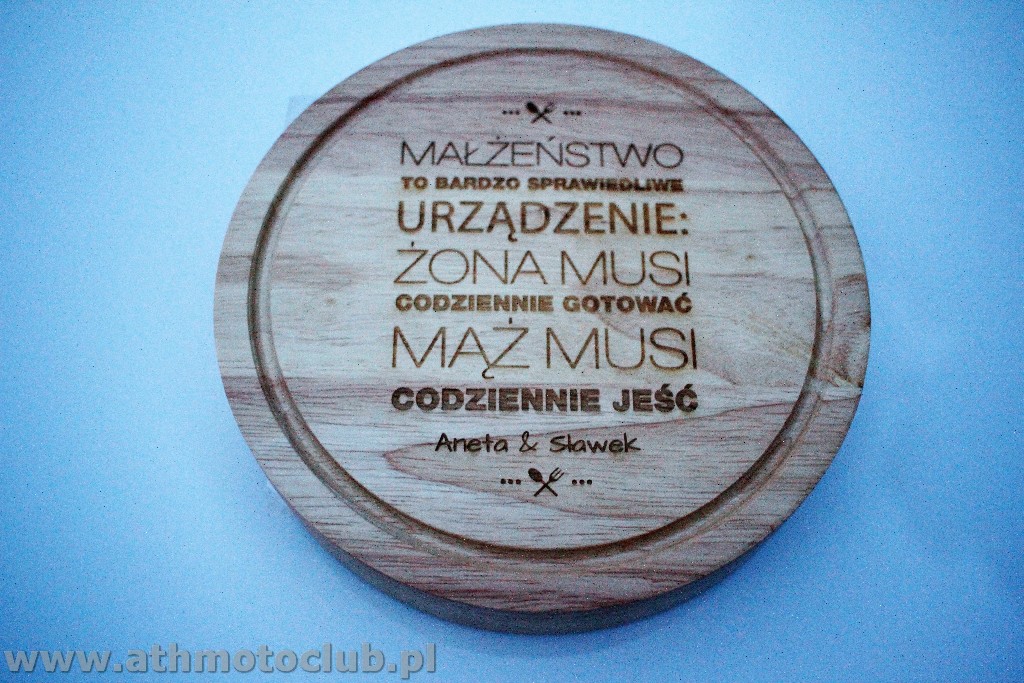 MAŁŻEŃSTWO
TO BARDZO SPRAWIEDLIWE
URZĄDZENIE:
ŻONA MUSI
CODZIENNIE GOTOWAĆ
MĄŻ MUSI
CODZIENNIE JEŚĆ
Aneta & Sławek
www.athmotoclub.pl